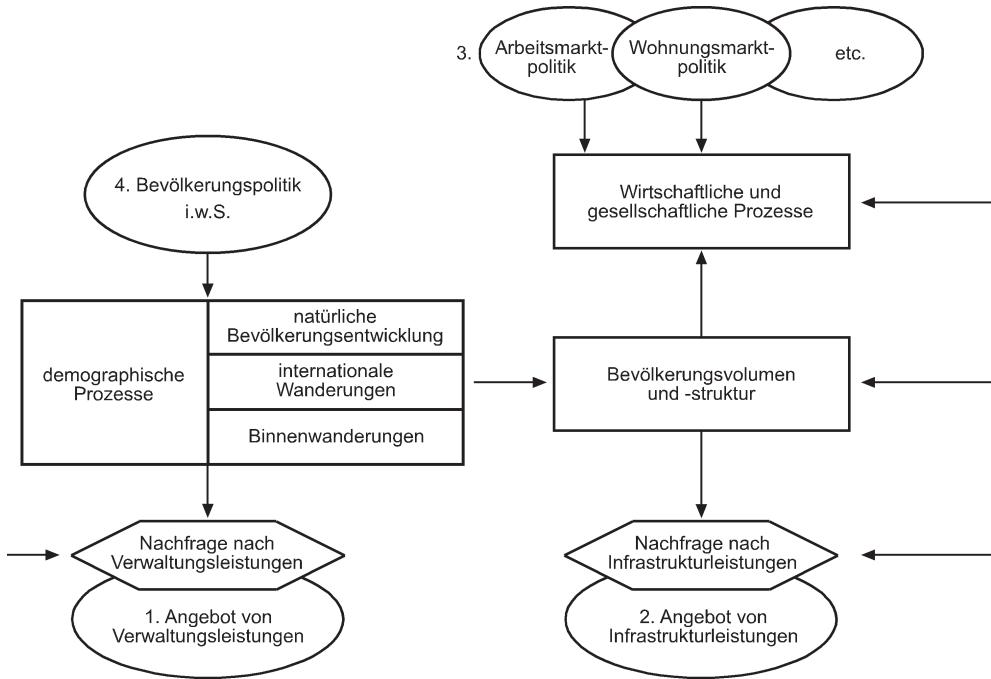 3.
Arbeitsmarkt-
politik
Wohnungsmarkt-
politik
etc.
4. Bevölkerungspolitik
i.w.S.
Wirtschaftliche und
gesellschaftliche Prozesse
demographische
Prozesse
natürliche
Bevölkerungsentwicklung
internationale
Wanderungen
Binnenwanderungen
Bevölkerungsvolumen
und -struktur
Nachfrage nach
Verwaltungsleistungen
1. Angebot von
Verwaltungsleistungen
Nachfrage nach
Infrastrukturleistungen
2. Angebot von
Infrastrukturleistungen